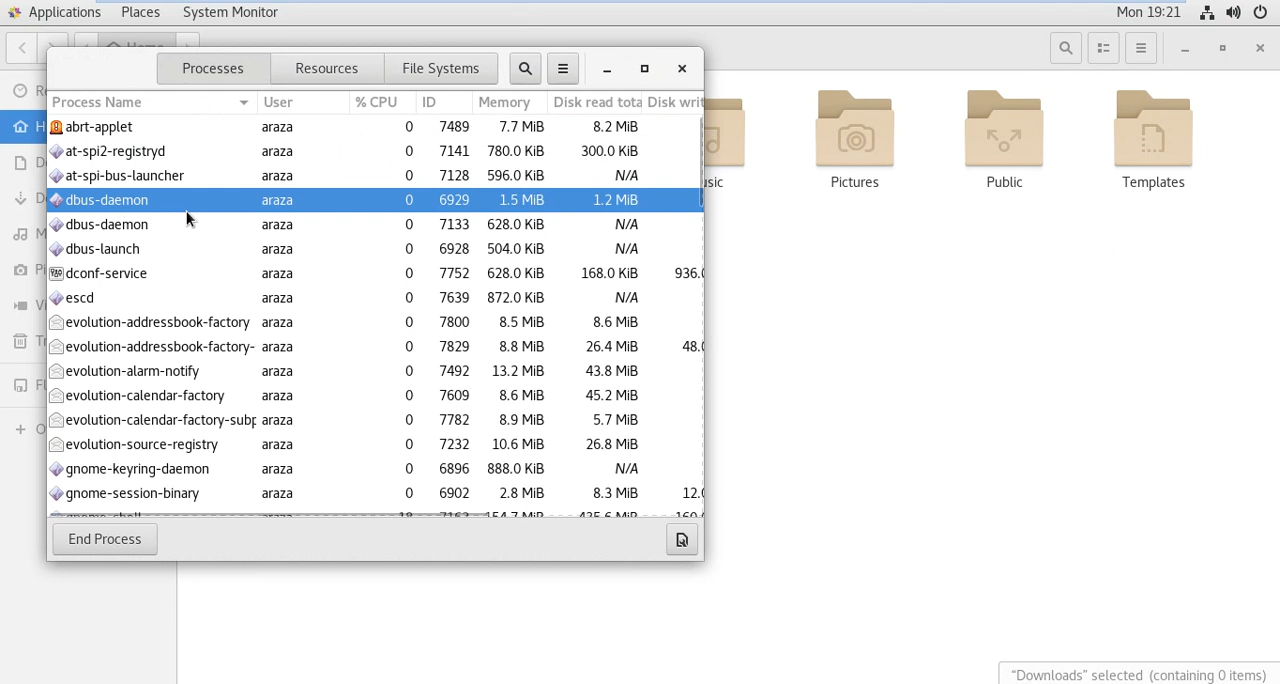 Applications Places System Monitor Mon 19:21
Home
Processes Resources File Systems
Process Name User % CPU ID Memory Disk read tota Disk writ
abrt-applet araza 0 7489 7.7 MiB 8.2 MiB
at-spi2-registryd araza 0 7141 780.0 KiB 300.0 KiB
at-spi-bus-launcher araza 0 7128 596.0 KiB N/A
dbus-daemon araza 0 6929 1.5 MiB 1.2 MiB
dbus-daemon araza 0 7133 628.0 KiB N/A
dbus-launch araza 0 6928 504.0 KiB N/A
dconf-service araza 0 7752 628.0 KiB 168.0 KiB 936.0
escd araza 0 7639 872.0 KiB N/A
evolution-addressbook-factory araza 0 7800 8.5 MiB 8.6 MiB
evolution-addressbook-factory- araza 0 7829 8.8 MiB 26.4 MiB 48.0
evolution-alarm-notify araza 0 7492 13.2 MiB 43.8 MiB
evolution-calendar-factory araza 0 7609 8.6 MiB 45.2 MiB
evolution-calendar-factory-subp araza 0 7782 8.9 MiB 5.7 MiB
evolution-source-registry araza 0 7232 10.6 MiB 26.8 MiB
gnome-keyring-daemon araza 0 6896 888.0 KiB N/A
gnome-session-binary araza 0 6902 2.8 MiB 8.3 MiB 12.0
End Process
usic Pictures Public Templates
"Downloads" selected (containing 0 items)